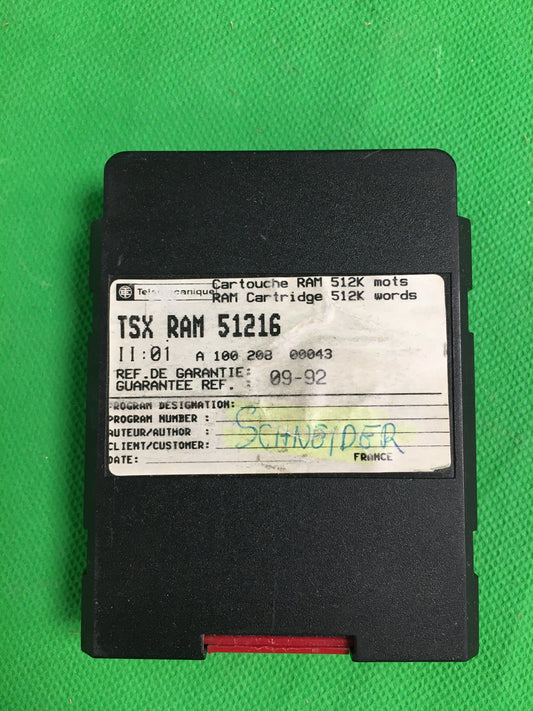 Cartouche RAM 512K mots
Telemecanique RAM Cartridge 512K words
TSX RAM 51216
II:01 A 100 208 00043
REF.DE GARANTIE:
GUARANTEE REF. : 09-92
PROGRAM DESIGNATION:
PROGRAM NUMBER :
AUTEUR/AUTHOR :
CLIENT/CUSTOMER:
SCHNEIDER
DATE:
FRANCE